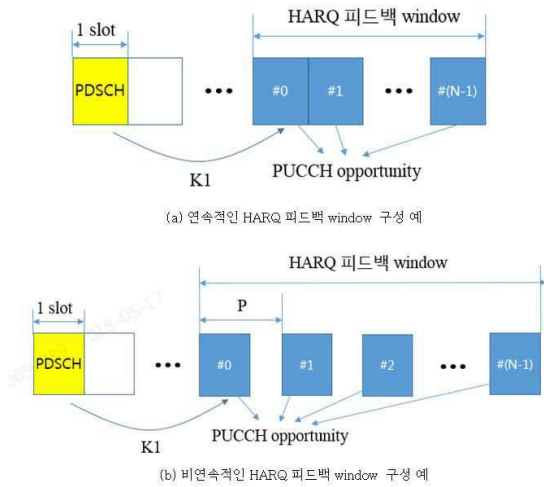 HARQ 피드백 window
1 slot
PDSCH
•••
#0
#1
•••
#(N-1)
K1
PUCCH opportunity
(a) 연속적인 HARQ 피드백 window 구성 예
HARQ 피드백 window
1 slot
P
PDSCH
•••
#0
#1
#2
•••
#(N-1)
K1
PUCCH opportunity
(b) 비연속적인 HARQ 피드백 window 구성 예